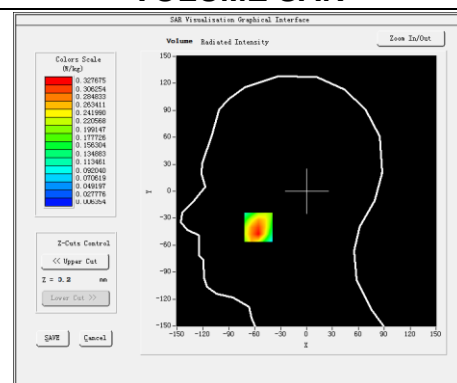 VOLUME SAR
SAR Visualisation Graphical Interface
Volume Radiated Intensity
Zoom In/Out
Colors Scale
(W/kg)
0.327675
0.306254
0.284833
0.263411
0.241990
0.220568
0.199147
0.177726
0.156304
0.134883
0.113461
0.092040
0.070619
0.049197
0.027776
0.006354
Z-Cuts Control
<< Upper Cut
Z = 3.2 mm
Lower Cut >>
SAVE Cancel
150
120
90
60
30
0
-30
-60
-90
-120
-150
Y
-150 -120 -90 -60 -30 0 30 60 90 120 150
X